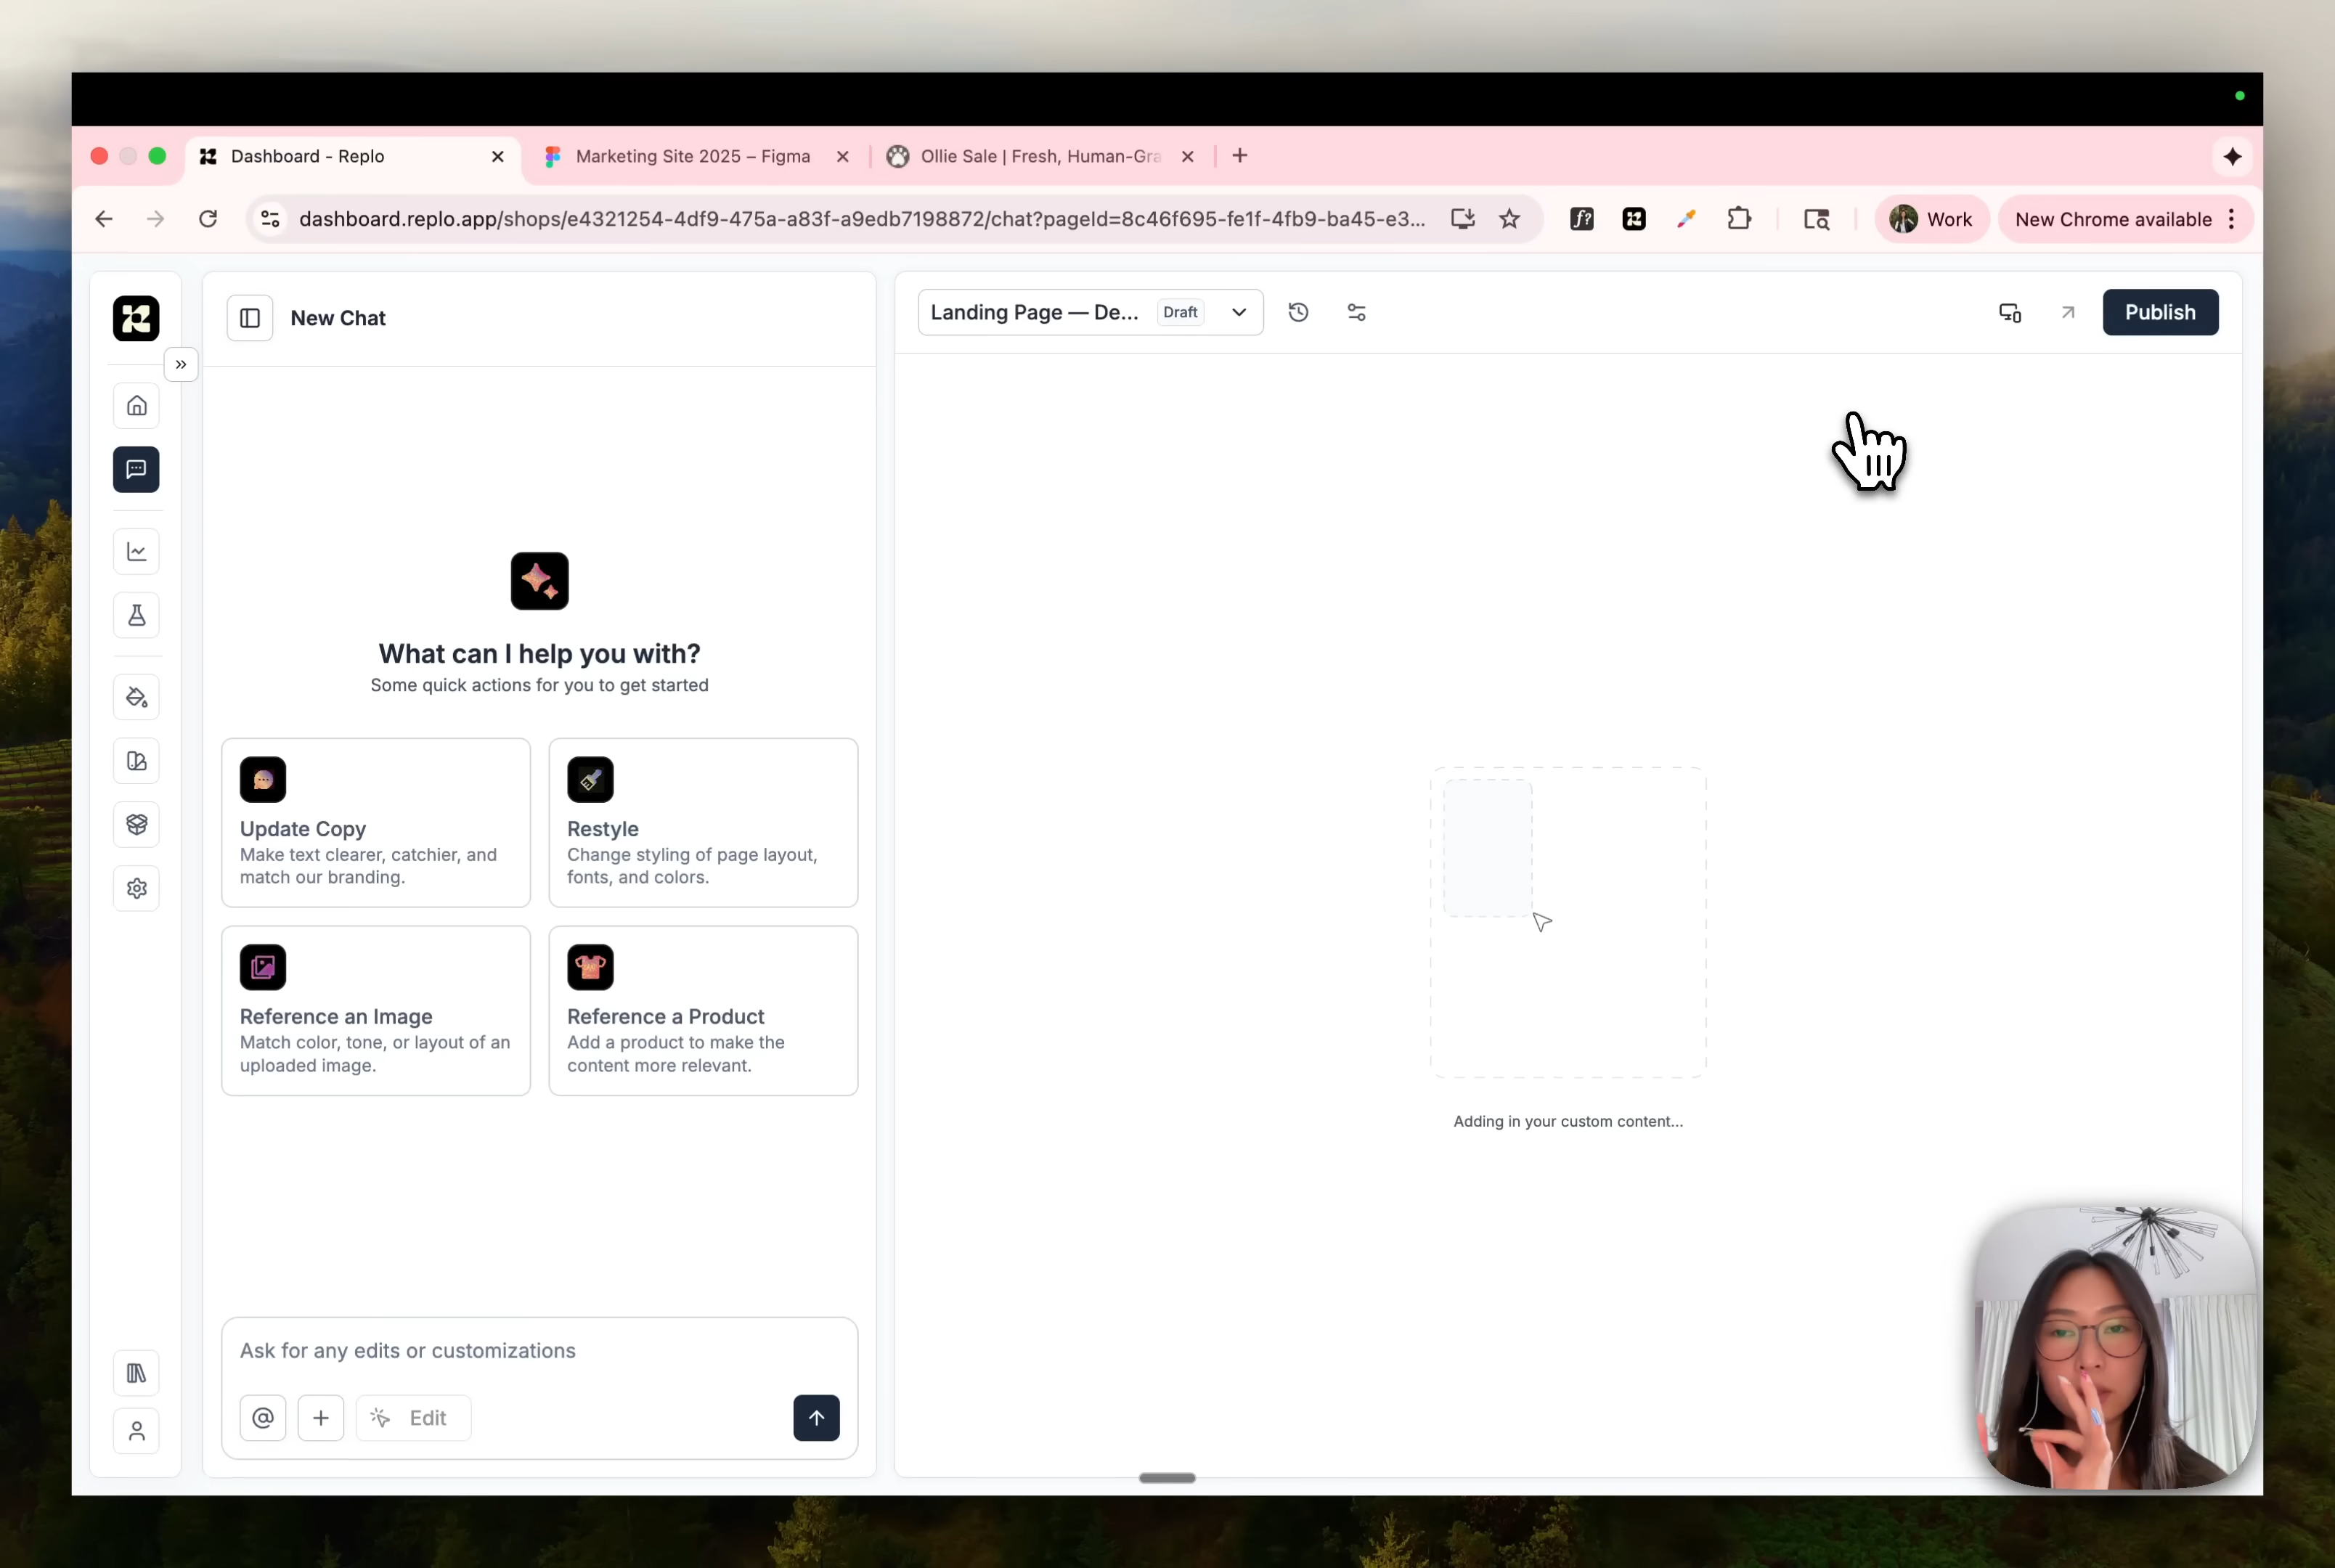 Dashboard - Replo
Marketing Site 2025 – Figma
Ollie Sale | Fresh, Human-Gra
dashboard.replo.app/shops/e4321254-4df9-475a-a83f-a9edb7198872/chat?pageId=8c46f695-fe1f-4fb9-ba45-e3...
f?
Work
New Chrome available
New Chat
Landing Page — De...
Draft
Publish
What can I help you with?
Some quick actions for you to get started
Update Copy
Make text clearer, catchier, and
match our branding.
Restyle
Change styling of page layout,
fonts, and colors.
Reference an Image
Match color, tone, or layout of an
uploaded image.
Reference a Product
Add a product to make the
content more relevant.
Adding in your custom content...
Ask for any edits or customizations
Edit